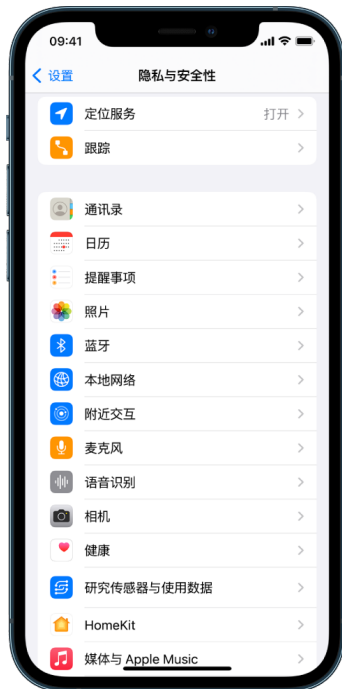 09:41
设置
隐私与安全性
定位服务 打开
跟踪
通讯录
日历
提醒事项
照片
蓝牙
本地网络
附近交互
麦克风
语音识别
相机
健康
研究传感器与使用数据
HomeKit
媒体与 Apple Music